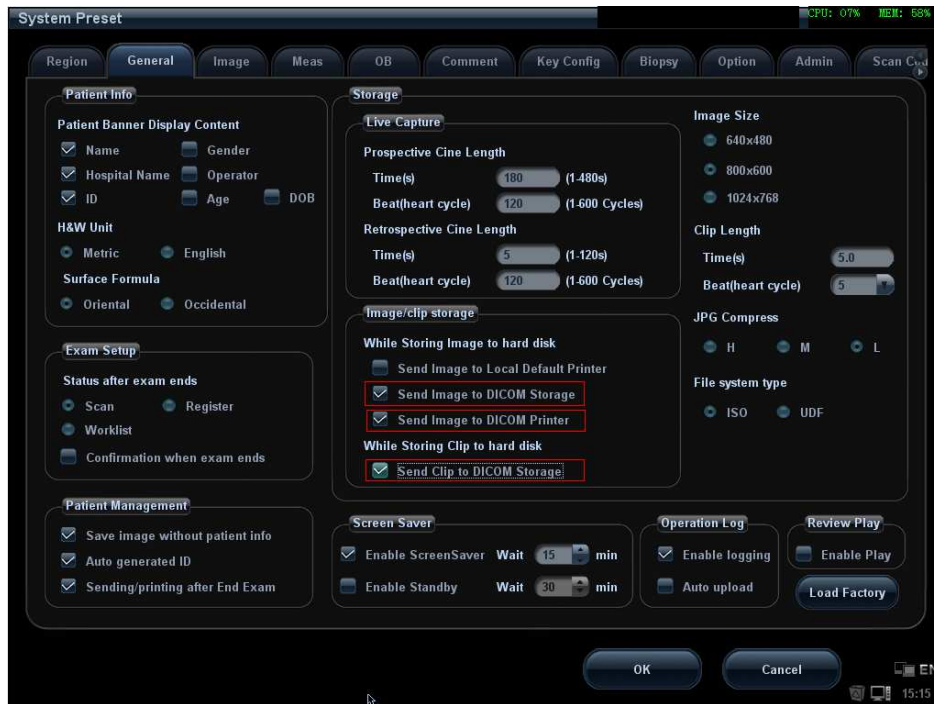 System Preset
CPU: 07% MEM: 58%
Region General Image Meas OB Comment Key Config Biopsy Option Admin Scan
Patient Info
Patient Banner Display Content
Name Gender
Hospital Name Operator
ID Age DOB
H&W Unit
Metric English
Surface Formula
Oriental Occidental
Exam Setup
Status after exam ends
Scan Register
Worklist
Confirmation when exam ends
Patient Management
Save image without patient info
Auto generated ID
Sending/printing after End Exam
Storage
Live Capture
Prospective Cine Length
Time(s) 180 (1-480s)
Beat(heart cycle) 120 (1-600 Cycles)
Retrospective Cine Length
Time(s) 5 (1-120s)
Beat(heart cycle) 120 (1-600 Cycles)
Image/clip storage
While Storing Image to hard disk
Send Image to Local Default Printer
Send Image to DICOM Storage
Send Image to DICOM Printer
While Storing Clip to hard disk
Send Clip to DICOM Storage
Image Size
640x480
800x600
1024x768
Clip Length
Time(s) 5.0
Beat(heart cycle) 5
JPG Compress
H M L
File system type
ISO UDF
Screen Saver
Enable ScreenSaver Wait 15 min
Enable Standby Wait 30 min
Operation Log
Enable logging
Auto upload
Review Play
Enable Play
Load Factory
OK Cancel
EN
15:15